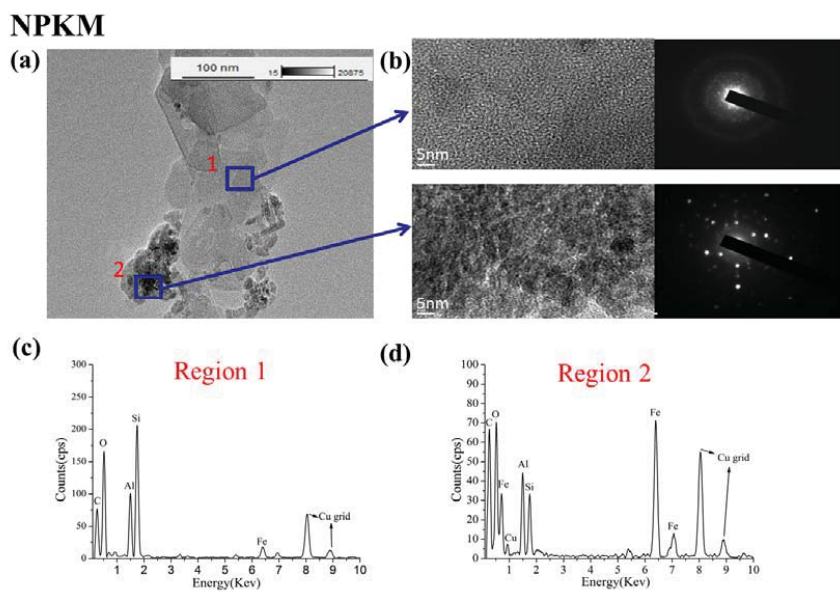 NPKM
(a)
100 nm
15
20875
1
2
(b)
5nm
5nm
(c)
Region 1
300
250
200
150
100
50
0
Counts(cps)
C
O
Al
Si
Fe
Cu grid
1 2 3 4 5 6 7 8 9 10
Energy(Kev)
(d)
Region 2
100
90
80
70
60
50
40
30
20
10
0
Counts(cps)
C
O
Fe
Cu
Al
Si
Fe
Fe
Cu grid
1 2 3 4 5 6 7 8 9 10
Energy(Kev)